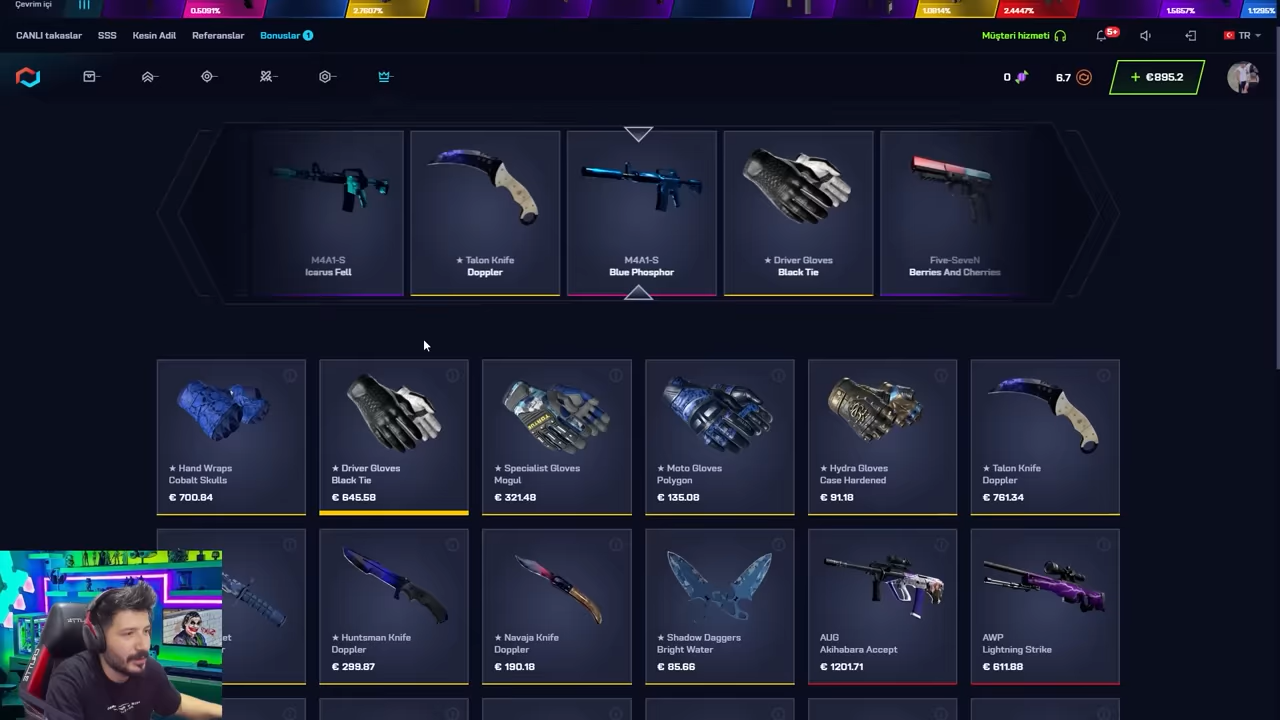 Çevrim içi
0.5091%
2.7907%
1.0814%
2.4447%
1.5657%
1.1295%
CANLI takaslar
SSS
Kesin Adil
Referanslar
Bonuslar 1
Müşteri hizmeti
5+
TR
0
6.7
+ €895.2
M4A1-S
Icarus Fell
★ Talon Knife
Doppler
M4A1-S
Blue Phosphor
★ Driver Gloves
Black Tie
Five-SeveN
Berries And Cherries
★ Hand Wraps
Cobalt Skulls
€ 700.84
★ Driver Gloves
Black Tie
€ 645.58
★ Specialist Gloves
Mogul
€ 321.48
★ Moto Gloves
Polygon
€ 135.08
★ Hydra Gloves
Case Hardened
€ 91.18
★ Talon Knife
Doppler
€ 761.34
★ Huntsman Knife
Doppler
€ 299.87
★ Navaja Knife
Doppler
€ 190.18
★ Shadow Daggers
Bright Water
€ 85.66
AUG
Akihabara Accept
€ 1201.71
AWP
Lightning Strike
€ 611.88